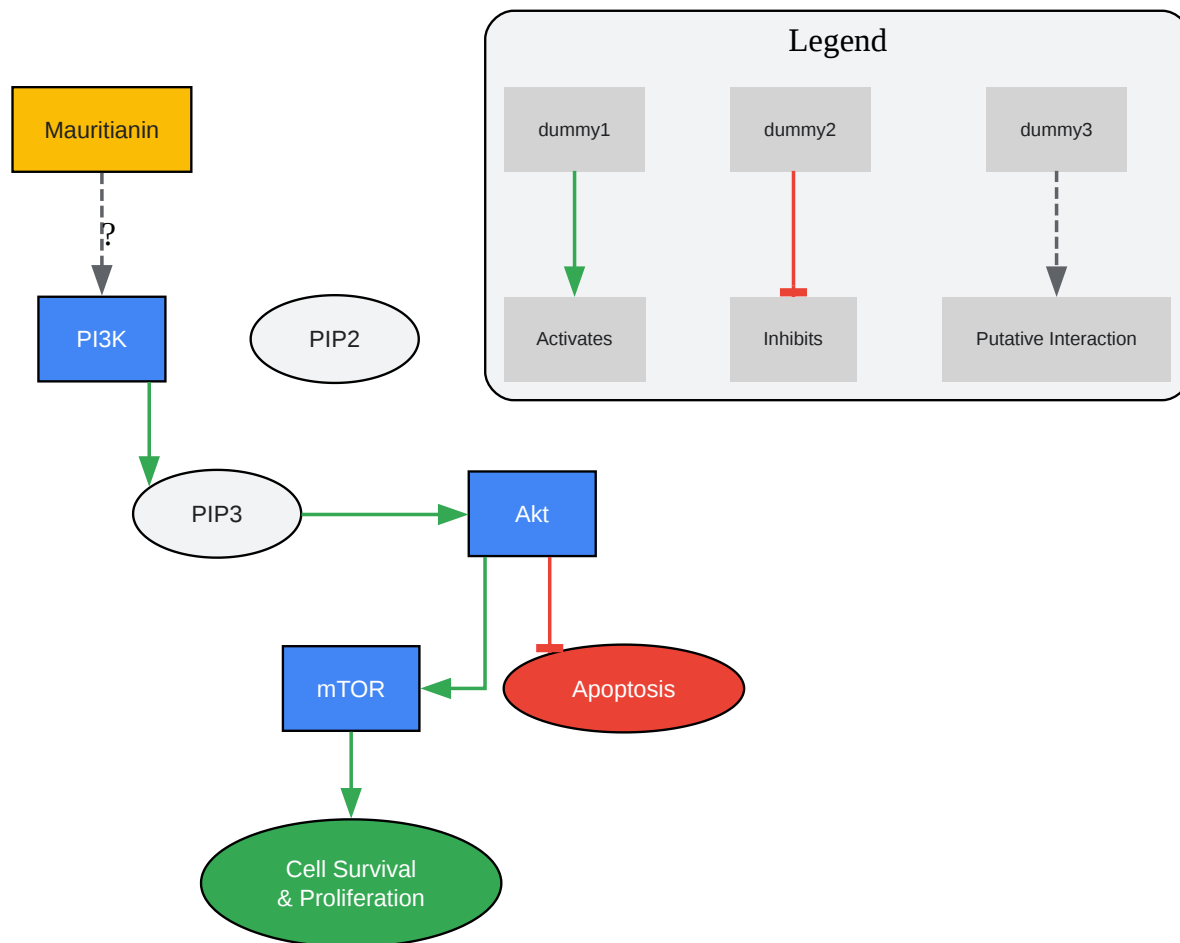 Legend
Mauritianin
dummy1
dummy2
dummy3
?
PI3K
PIP2
Activates
Inhibits
Putative Interaction
PIP3
Akt
mTOR
Apoptosis
Cell Survival
& Proliferation